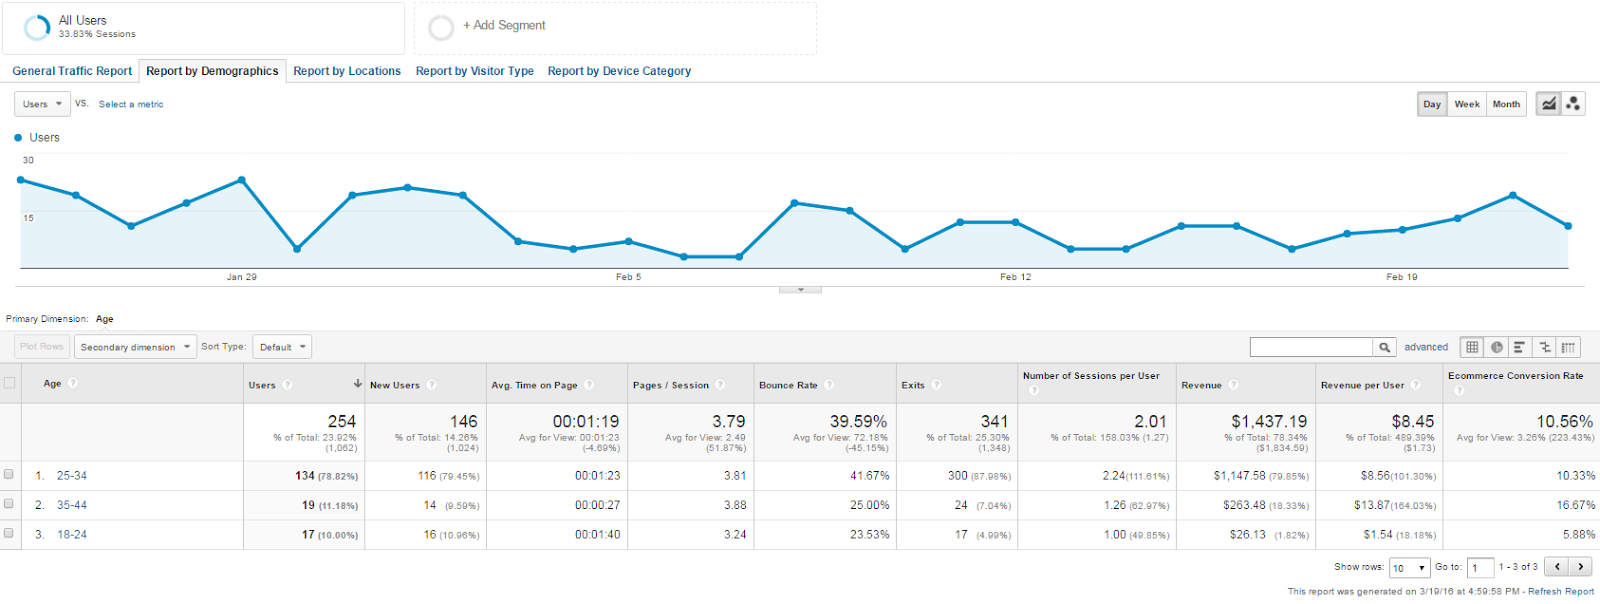 All Users
33.83% Sessions
+ Add Segment
General Traffic Report Report by Demographics Report by Locations Report by Visitor Type Report by Device Category
Users VS. Select a metric
Day Week Month
Users
30
15
Jan 29 Feb 5 Feb 12 Feb 19
Primary Dimension: Age
Plot Rows Secondary dimension Sort Type: Default advanced
Age ? Users ? New Users ? Avg. Time on Page ? Pages / Session ? Bounce Rate ? Exits ? Number of Sessions per User ? Revenue ? Revenue per User ? Ecommerce Conversion Rate ?
254 146 00:01:19 3.79 39.59% 341 2.01 $1,437.19 $8.45 10.56%
% of Total: 23.92% % of Total: 14.26% Avg for View: 00:01:23 Avg for View: 2.49 Avg for View: 72.18% % of Total: 25.30% % of Total: 158.03% (1.27) % of Total: 78.34% % of Total: 489.39% Avg for View: 3.26% (223.43%)
(1,062) (1,024) (-4.69%) (51.87%) (-45.15%) (1,348) ($1,834.59) ($1.73)
1. 25-34 134 (78.82%) 116 (79.45%) 00:01:23 3.81 41.67% 300 (87.98%) 2.24(111.61%) $1,147.58 (79.85%) $8.56(101.30%) 10.33%
2. 35-44 19 (11.18%) 14 (9.59%) 00:00:27 3.88 25.00% 24 (7.04%) 1.26 (62.97%) $263.48 (18.33%) $13.87(164.03%) 16.67%
3. 18-24 17 (10.00%) 16 (10.96%) 00:01:40 3.24 23.53% 17 (4.99%) 1.00 (49.85%) $26.13 (1.82%) $1.54 (18.18%) 5.88%
Show rows: 10 Go to: 1 1 - 3 of 3
This report was generated on 3/19/16 at 4:59:58 PM - Refresh Report